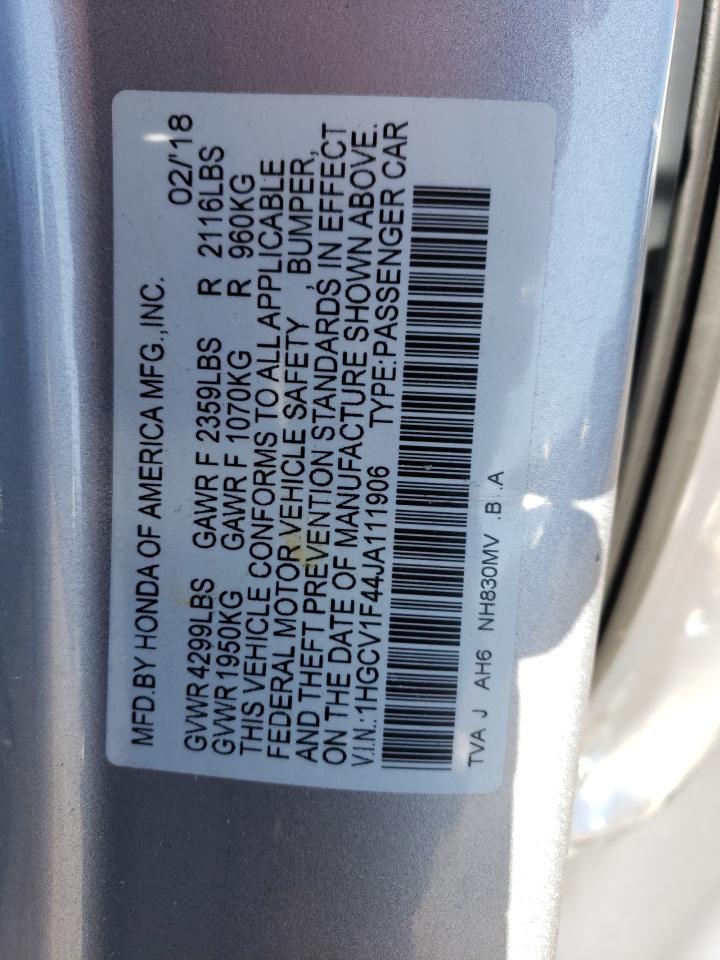 MFD.BY HONDA OF AMERICA MFG.,INC. 02/'18
GVWR 4299LBS GAWR F 2359LBS R 2116LBS
GVWR 1950KG GAWR F 1070KG R 960KG
THIS VEHICLE CONFORMS TO ALL APPLICABLE
FEDERAL MOTOR VEHICLE SAFETY , BUMPER,
AND THEFT PREVENTION STANDARDS IN EFFECT
ON THE DATE OF MANUFACTURE SHOWN ABOVE.
V.I.N.:1HGCV1F44JA111906 TYPE:PASSENGER CAR
TVA J AH6 NH830MV .B .A